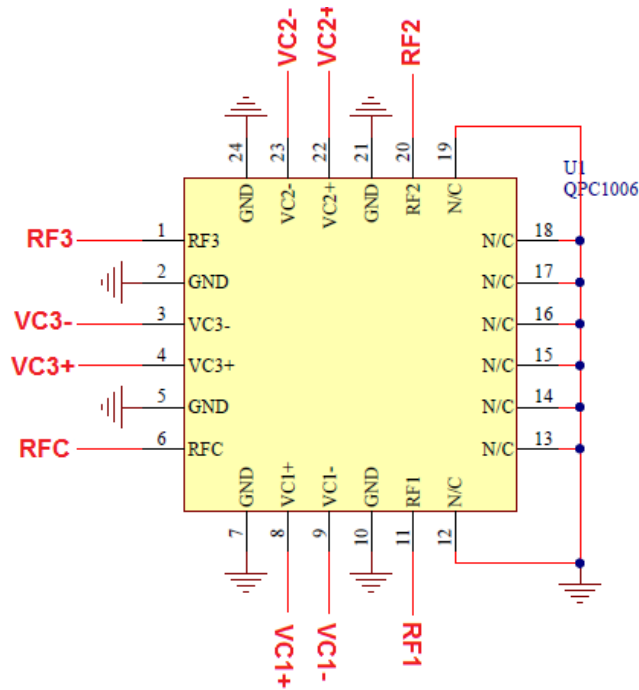 VC2-
VC2+
RF2
24
23
22
21
20
19
GND
VC2-
VC2+
GND
RF2
N/C
U1
QPC1006
RF3
1
RF3
N/C
18
2
GND
N/C
17
VC3-
3
VC3-
N/C
16
VC3+
4
VC3+
N/C
15
5
GND
N/C
14
RFC
6
RFC
N/C
13
GND
VC1+
VC1-
GND
RF1
N/C
7
8
9
10
11
12
VC1+
VC1-
RF1